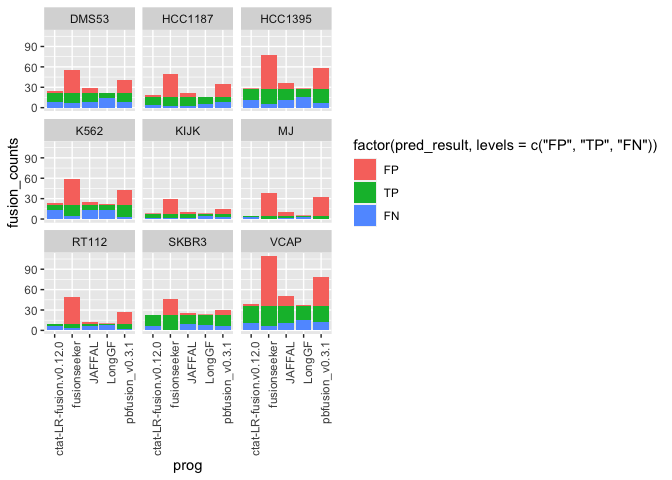 DMS53 HCC1187 HCC1395
90
60
30
0
K562 KIJK MJ
90
60
30
0
RT112 SKBR3 VCAP
90
60
30
0
fusion_counts
ctat-LR-fusion.v0.12.0 fusionseeker JAFFAL LongGF pbfusion_v0.3.1 ctat-LR-fusion.v0.12.0 fusionseeker JAFFAL LongGF pbfusion_v0.3.1 ctat-LR-fusion.v0.12.0 fusionseeker JAFFAL LongGF pbfusion_v0.3.1
prog
factor(pred_result, levels = c("FP", "TP", "FN"))
FP
TP
FN